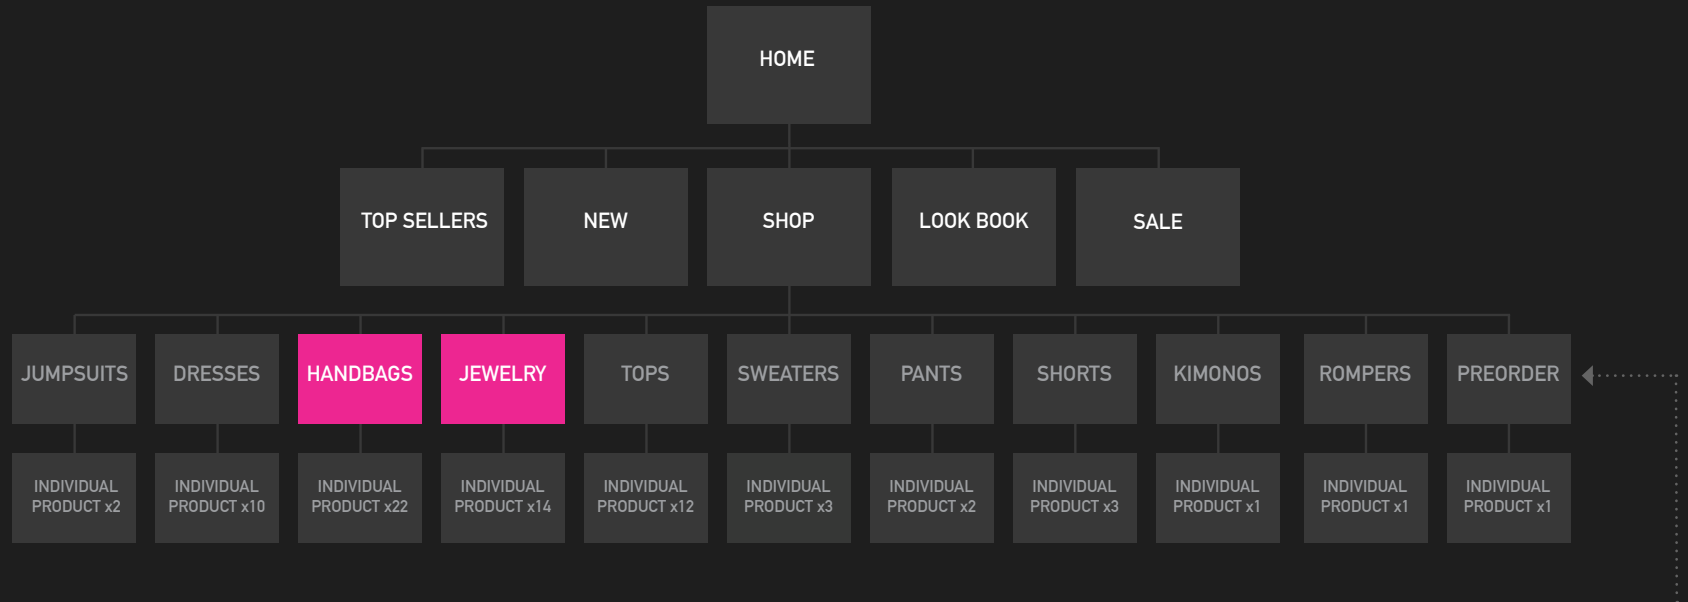 HOME
TOP SELLERS
NEW
SHOP
LOOK BOOK
SALE
JUMPSUITS
DRESSES
HANDBAGS
JEWELRY
TOPS
SWEATERS
PANTS
SHORTS
KIMONOS
ROMPERS
PREORDER
INDIVIDUAL
PRODUCT x2
INDIVIDUAL
PRODUCT x10
INDIVIDUAL
PRODUCT x22
INDIVIDUAL
PRODUCT x14
INDIVIDUAL
PRODUCT x12
INDIVIDUAL
PRODUCT x3
INDIVIDUAL
PRODUCT x2
INDIVIDUAL
PRODUCT x3
INDIVIDUAL
PRODUCT x1
INDIVIDUAL
PRODUCT x1
INDIVIDUAL
PRODUCT x1